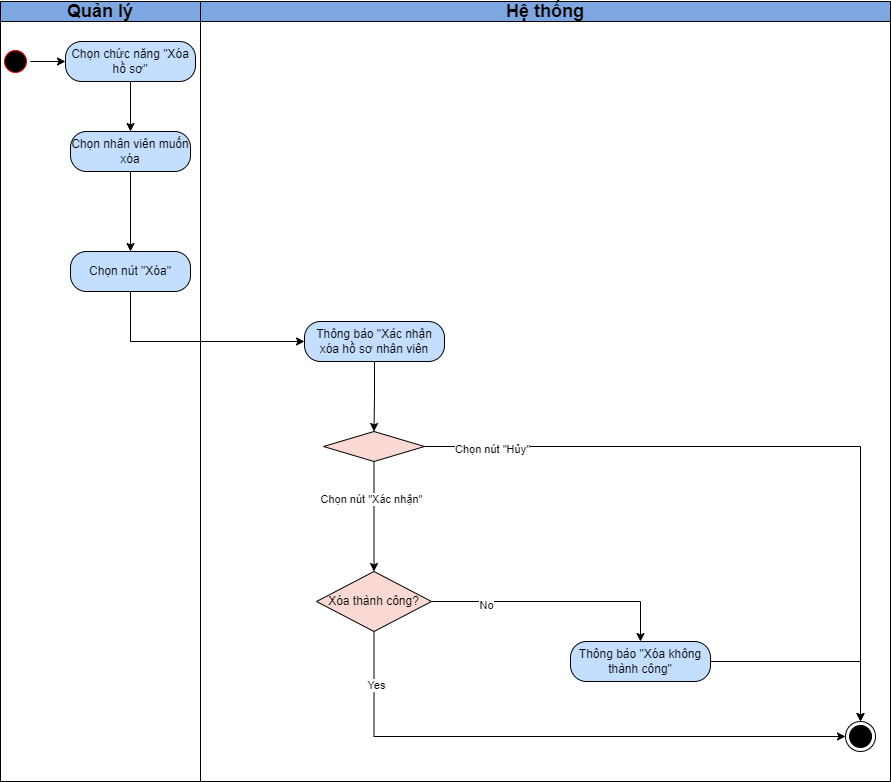 Quản lý
Hệ thống
Chọn chức năng "Xóa
hồ sơ"
Chọn nhân viên muốn
xóa
Chọn nút "Xóa"
Thông báo "Xác nhận
xóa hồ sơ nhân viên
Chọn nút "Hủy"
Chọn nút "Xác nhận"
Xóa thành công?
No
Thông báo "Xóa không
thành công"
Yes